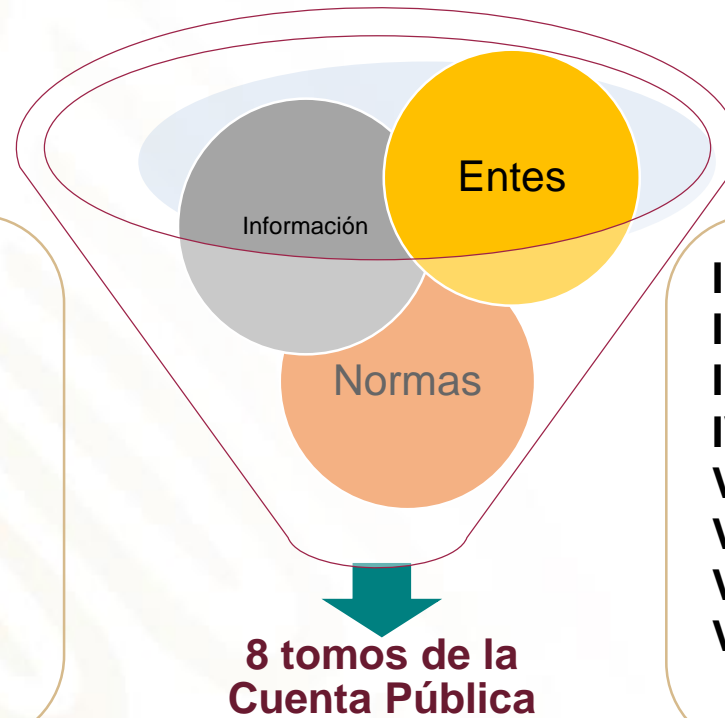 Entes
Información
Normas
8 tomos de la
Cuenta Pública
I
I
I
I
V
V
V
V